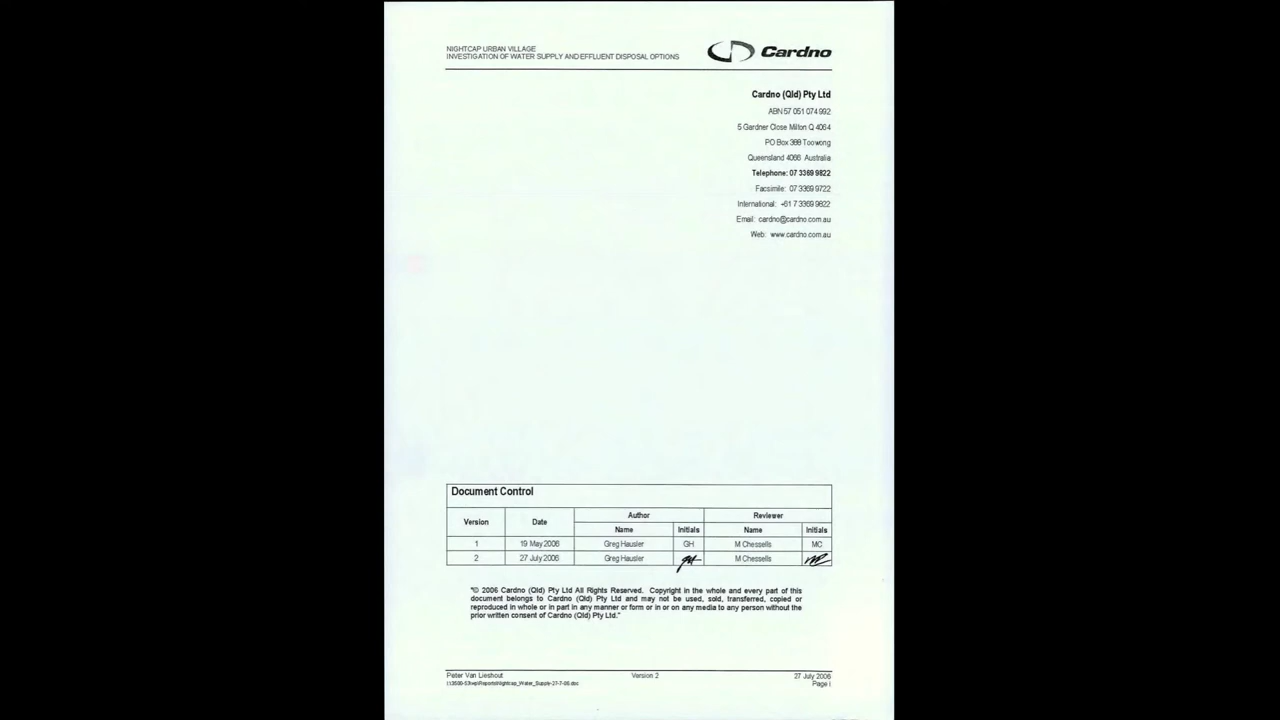 NIGHTCAP URBAN VILLAGE
INVESTIGATION OF WATER SUPPLY AND EFFLUENT DISPOSAL OPTIONS
Cardno
Cardno (Qld) Pty Ltd
ABN 57 051 074 992
5 Gardner Close Milton Q 4064
PO Box 388 Toowong
Queensland 4066 Australia
Telephone: 07 3369 9822
Facsimile: 07 3369 9722
International: +61 7 3369 9822
Email: cardno@cardno.com.au
Web: www.cardno.com.au
Document Control
Version Date Author Reviewer
Name Initials Name Initials
1 19 May 2006 Greg Hausler GH M Chessells MC
2 27 July 2006 Greg Hausler M Chessells
"© 2006 Cardno (Qld) Pty Ltd All Rights Reserved. Copyright in the whole and every part of this
document belongs to Cardno (Qld) Pty Ltd and may not be used, sold, transferred, copied or
reproduced in whole or in part in any manner or form or in or on any media to any person without the
prior written consent of Cardno (Qld) Pty Ltd."
Peter Van Lieshout Version 2 27 July 2006
Page i